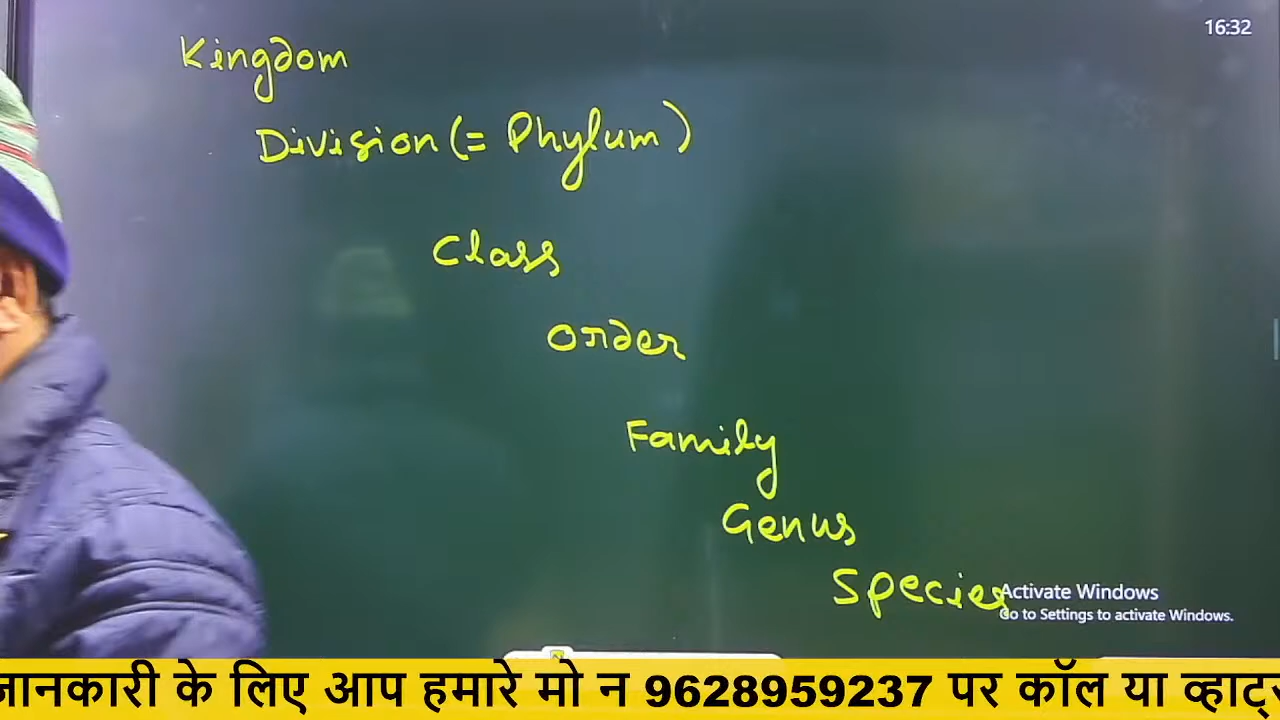 16:32
Kingdom
Division (= Phylum)
Class
Order
Family
Genus
Species
Activate Windows
Go to Settings to activate Windows.
जानकारी के लिए आप हमारे मो न 9628959237 पर कॉल या व्हाट्स